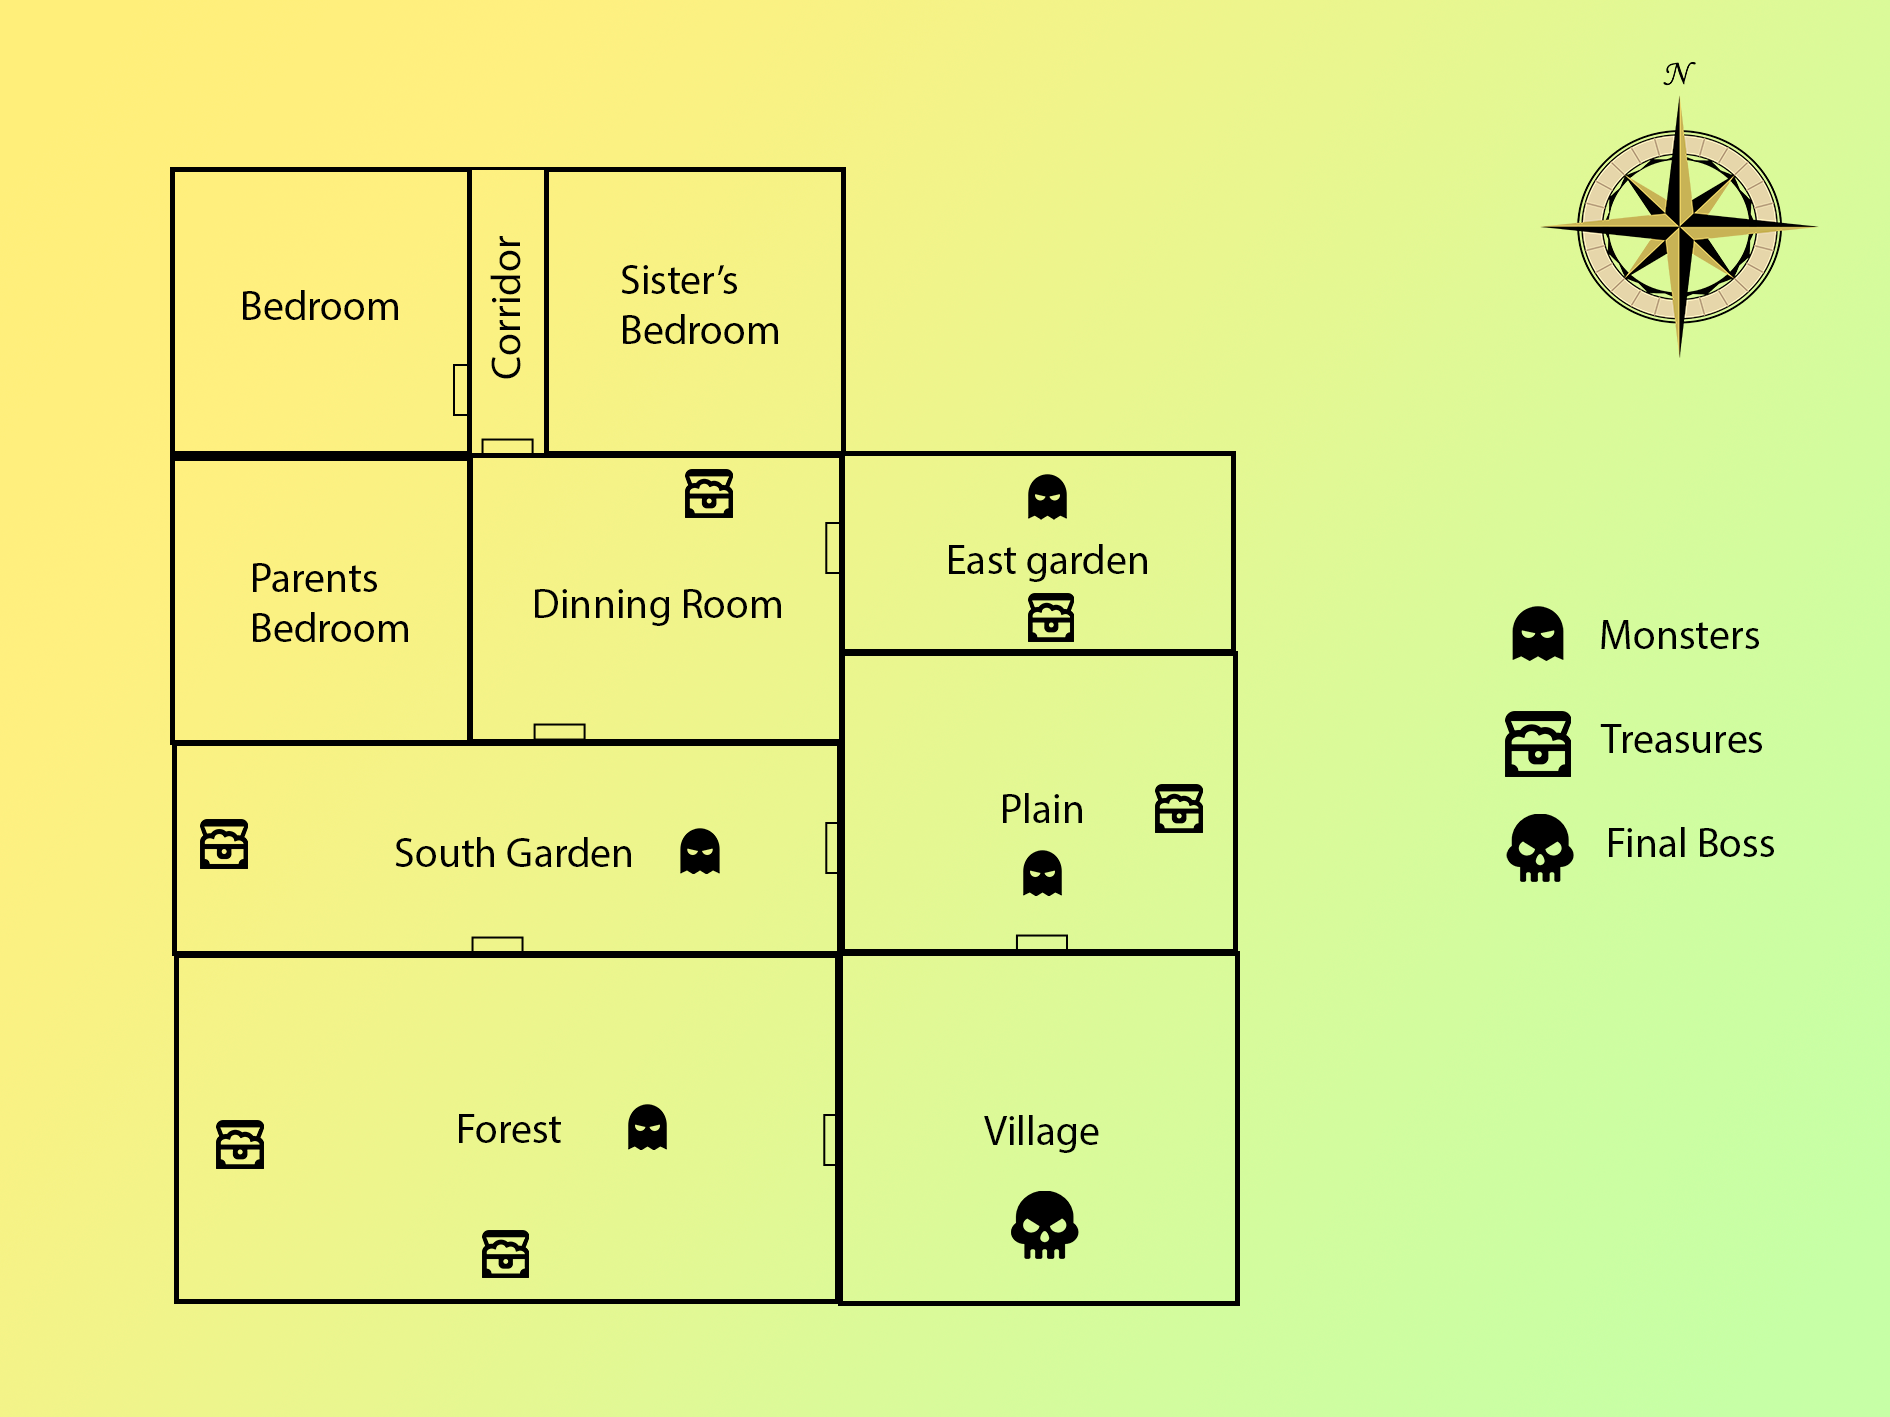 N
Bedroom
Corridor
Sister’s
Bedroom
Parents
Bedroom
Dinning Room
East garden
South Garden
Plain
Forest
Village
Monsters
Treasures
Final Boss